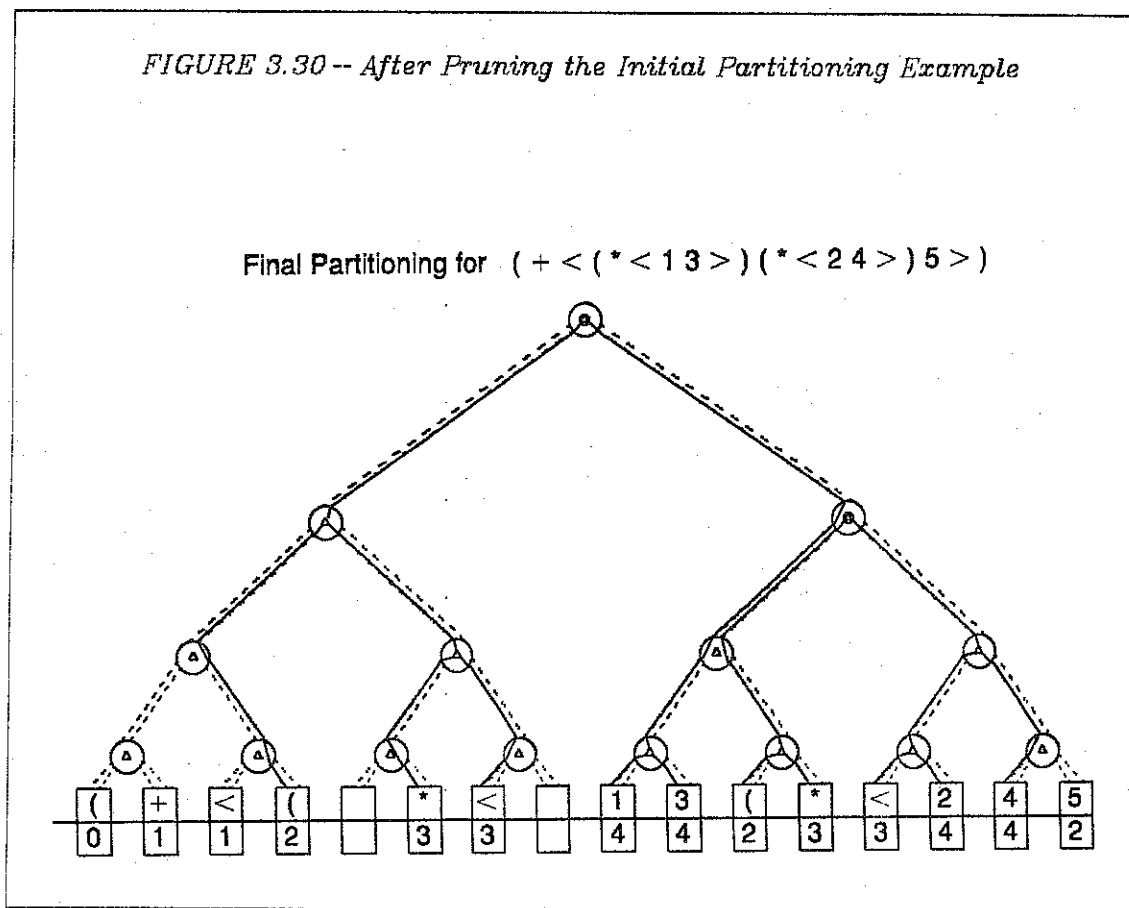 FIGURE 3.30 -- After Pruning the Initial Partitioning Example
Final Partitioning for ( + < ( * < 1 3 > ) ( * < 2 4 > ) 5 > )
( + < ( * < 1 3 ( * < 2 4 5
0 1 1 2 3 3 4 4 2 3 3 4 4 2